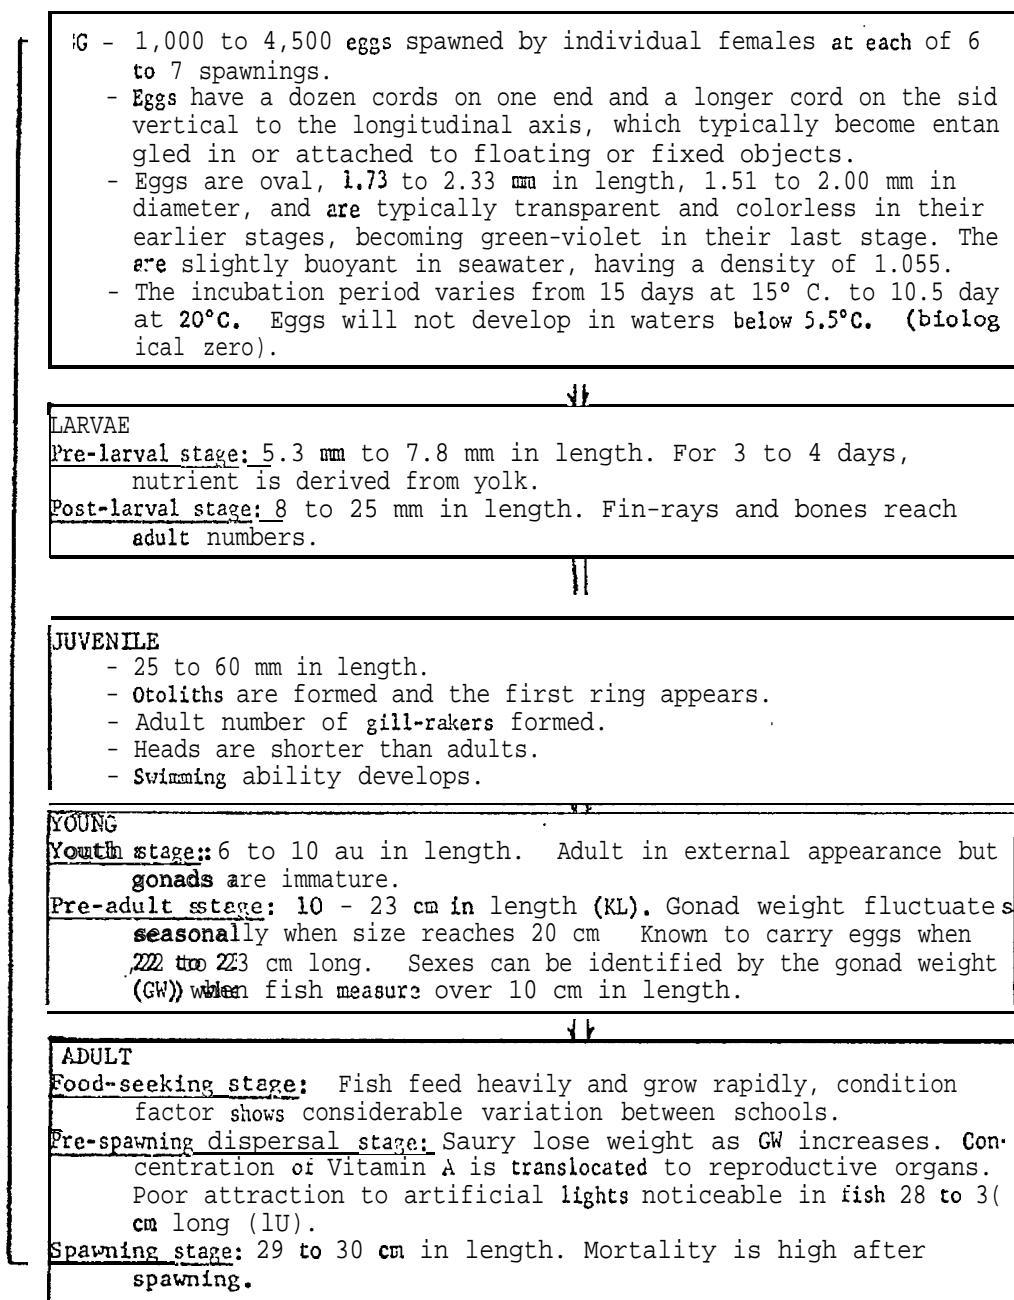 :G - 1,000 to 4,500 eggs spawned by individual females at each of 6
to 7 spawnings.
- Eggs have a dozen cords on one end and a longer cord on the sid
vertical to the longitudinal axis, which typically become entan
gled in or attached to floating or fixed objects.
- Eggs are oval, 1.73 to 2.33 mm in length, 1.51 to 2.00 mm in
diameter, and are typically transparent and colorless in their
earlier stages, becoming green-violet in their last stage. The
are slightly buoyant in seawater, having a density of 1.055.
- The incubation period varies from 15 days at 15° C. to 10.5 day
at 20°C. Eggs will not develop in waters below 5.5°C. (biolog
ical zero).
LARVAE
Pre-larval stage: 5.3 mm to 7.8 mm in length. For 3 to 4 days,
nutrient is derived from yolk.
Post-larval stage: 8 to 25 mm in length. Fin-rays and bones reach
adult numbers.
JUVENILE
- 25 to 60 mm in length.
- Otoliths are formed and the first ring appears.
- Adult number of gill-rakers formed.
- Heads are shorter than adults.
- Swimming ability develops.
YOUNG
Youth stage: 6 to 10 au in length. Adult in external appearance but
gonads are immature.
Pre-adult stage: 10 - 23 cm in length (KL). Gonad weight fluctuates
seasonally when size reaches 20 cm Known to carry eggs when
22 to 23 cm long. Sexes can be identified by the gonad weight
(GW) when fish measure over 10 cm in length.
ADULT
Food-seeking stage: Fish feed heavily and grow rapidly, condition
factor shows considerable variation between schools.
Pre-spawning dispersal stage: Saury lose weight as GW increases. Con-
centration of Vitamin A is translocated to reproductive organs.
Poor attraction to artificial lights noticeable in fish 28 to 3(
cm long (lU).
Spawning stage: 29 to 30 cm in length. Mortality is high after
spawning.